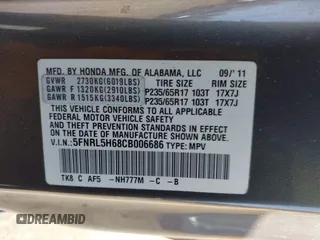 MFD. BY HONDA MFG. OF ALABAMA, LLC 09/'11
GVWR 2730KG(6019LBS) TIRE SIZE RIM SIZE
GAWR F 1320KG(2910LBS) P235/65R17 103T 17X7J
GAWR R 1515KG(3340LBS) P235/65R17 103T 17X7J
THIS VEHICLE CONFORMS TO ALL APPLICABLE
FEDERAL MOTOR VEHICLE SAFETY AND THEFT
PREVENTION STANDARDS IN EFFECT ON THE
DATE OF MANUFACTURE SHOWN ABOVE.
V.I.N.: 5FNRL5H68CB006686 TYPE: MPV
TK8 C AF5 -NH777M -C -B
CLEARBIDID